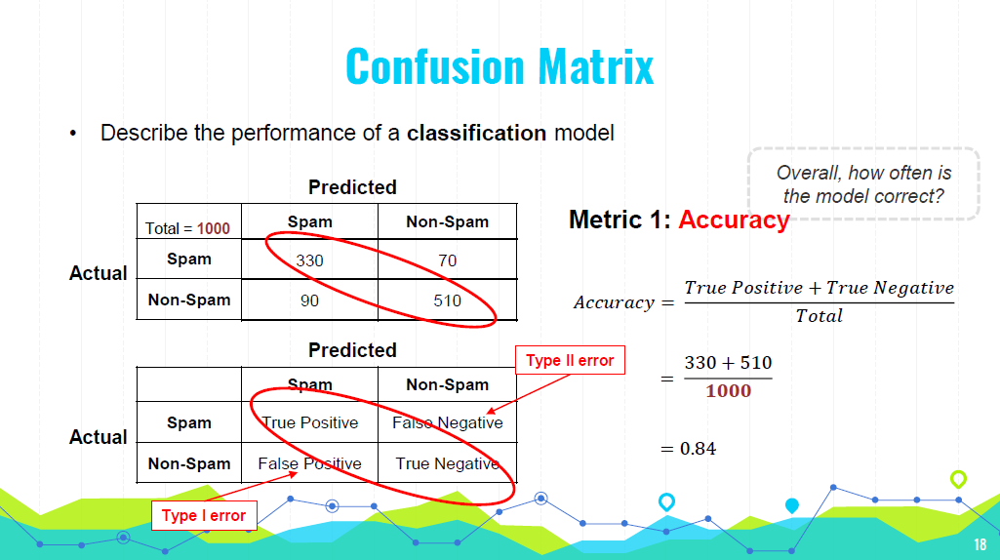 Confusion Matrix
• Describe the performance of a classification model
Overall, how often is
the model correct?
Predicted
Total = 1000 Spam Non-Spam
Actual
Spam 330 70
Non-Spam 90 510
Metric 1: Accuracy
Accuracy = True Positive + True Negative
Total
= 330 + 510
1000
= 0.84
Predicted
Type II error
Spam Non-Spam
Actual
Spam True Positive False Negative
Non-Spam False Positive True Negative
Type I error
18